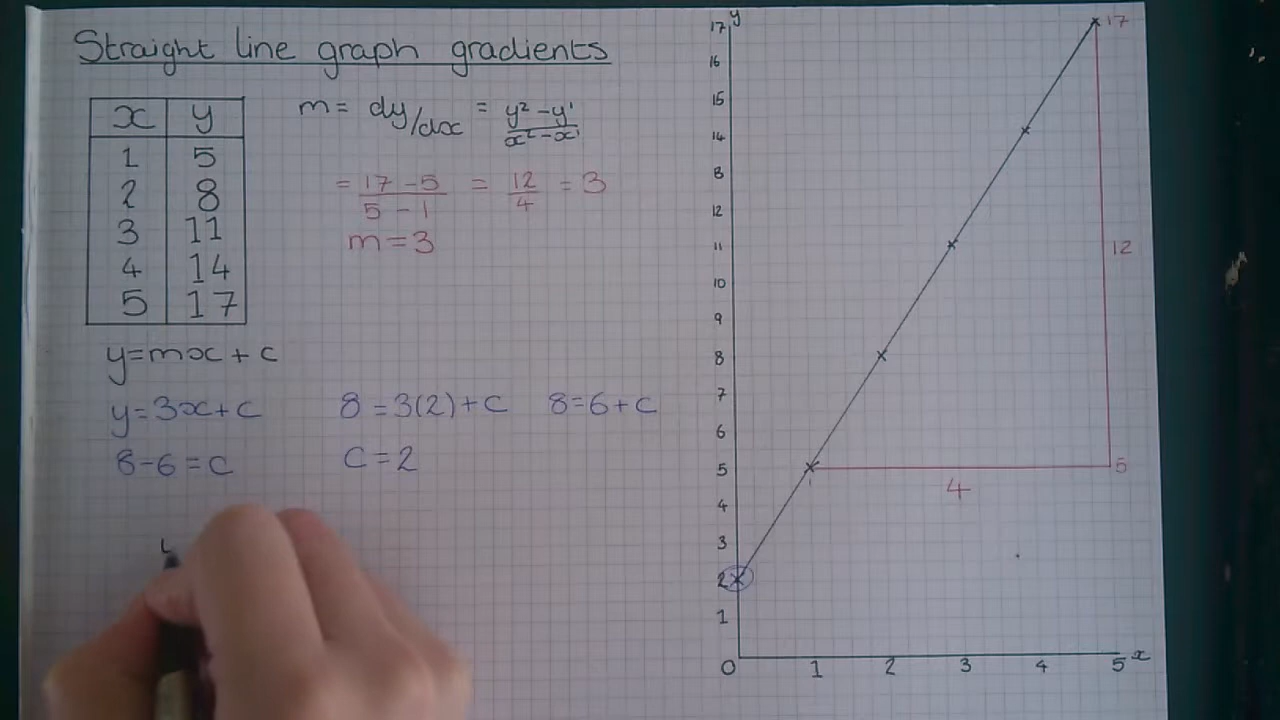 Straight line graph gradients
x y
1 5
2 8
3 11
4 14
5 17
m = dy/dx = y² - y' / x² - x'
= 17 - 5 / 5 - 1 = 12/4 = 3
m = 3
y = mx + c
y = 3x + c 8 = 3(2) + c 8 = 6 + c
8 - 6 = c c = 2
y
17
16
15
14
13
12
11
10
9
8
7
6
5
4
3
2
1
0 1 2 3 4 5 x
17
12
5
4